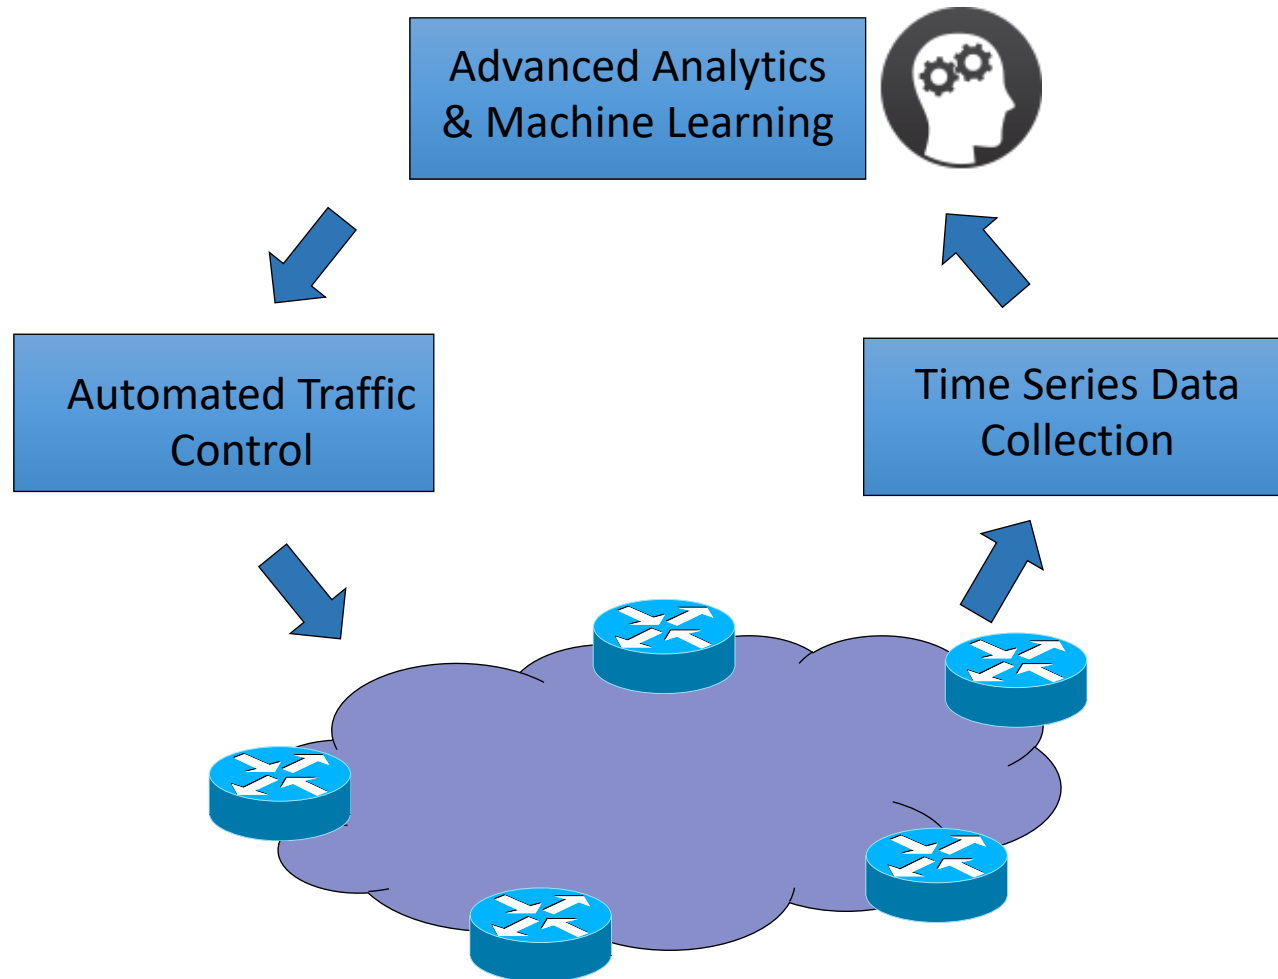 Advanced Analytics
& Machine Learning
Automated Traffic
Control
Time Series Data
Collection